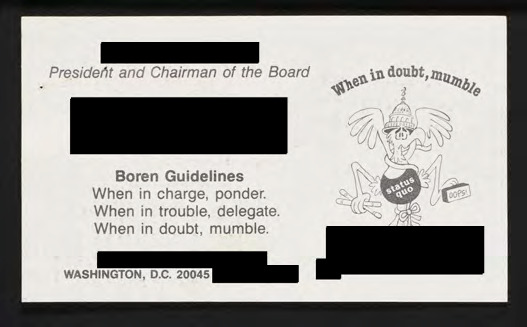 President and Chairman of the Board
Boren Guidelines
When in charge, ponder.
When in trouble, delegate.
When in doubt, mumble.
WASHINGTON, D.C. 20045
When in doubt, mumble
status
quo
OOPS!